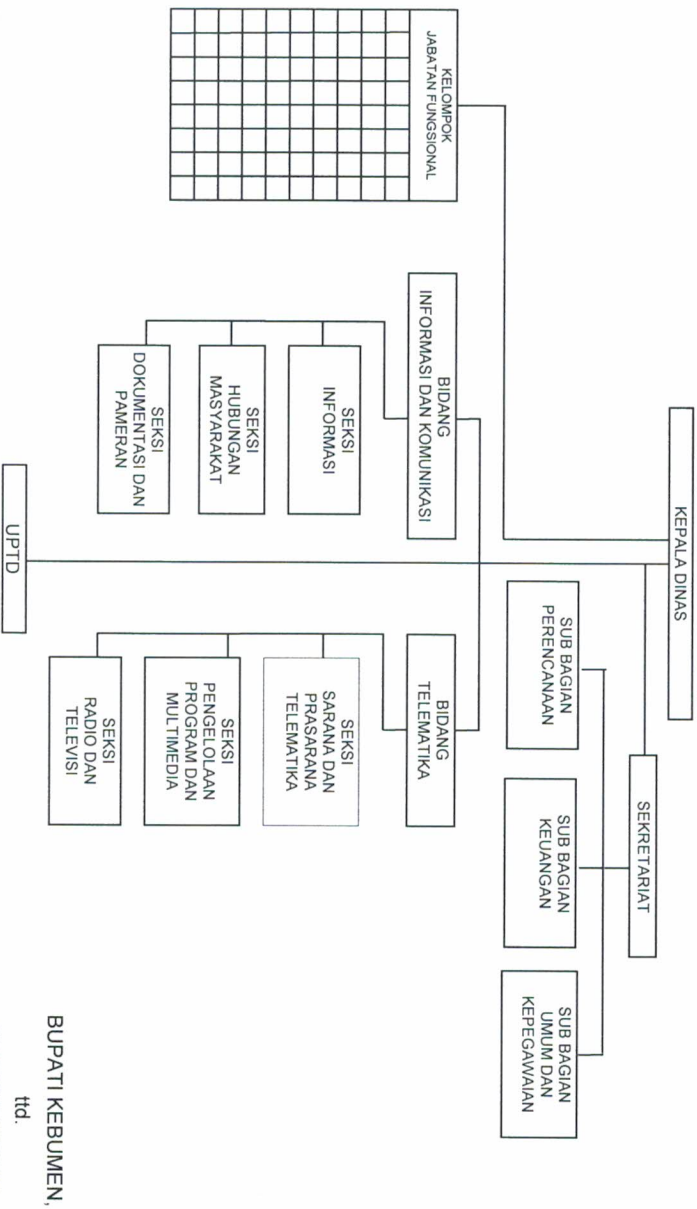 KEPALA DINAS
SEKRETARIAT
SUB BAGIAN
PERENCANAAN
SUB BAGIAN
KEUANGAN
SUB BAGIAN
UMUM DAN
KEPEGAWAIAN
KELOMPOK
JABATAN FUNGSIONAL
BIDANG
INFORMASI DAN KOMUNIKASI
SEKSI
INFORMASI
SEKSI
HUBUNGAN
MASYARAKAT
SEKSI
DOKUMENTASI DAN
PAMERAN
BIDANG
TELEMATIKA
SEKSI
SARANA DAN
PRASARANA
TELEMATIKA
SEKSI
PENGELOLAAN
PROGRAM DAN
MULTIMEDIA
SEKSI
RADIO DAN
TELEVISI
UPTD
BUPATI KEBUMEN,
ttd.